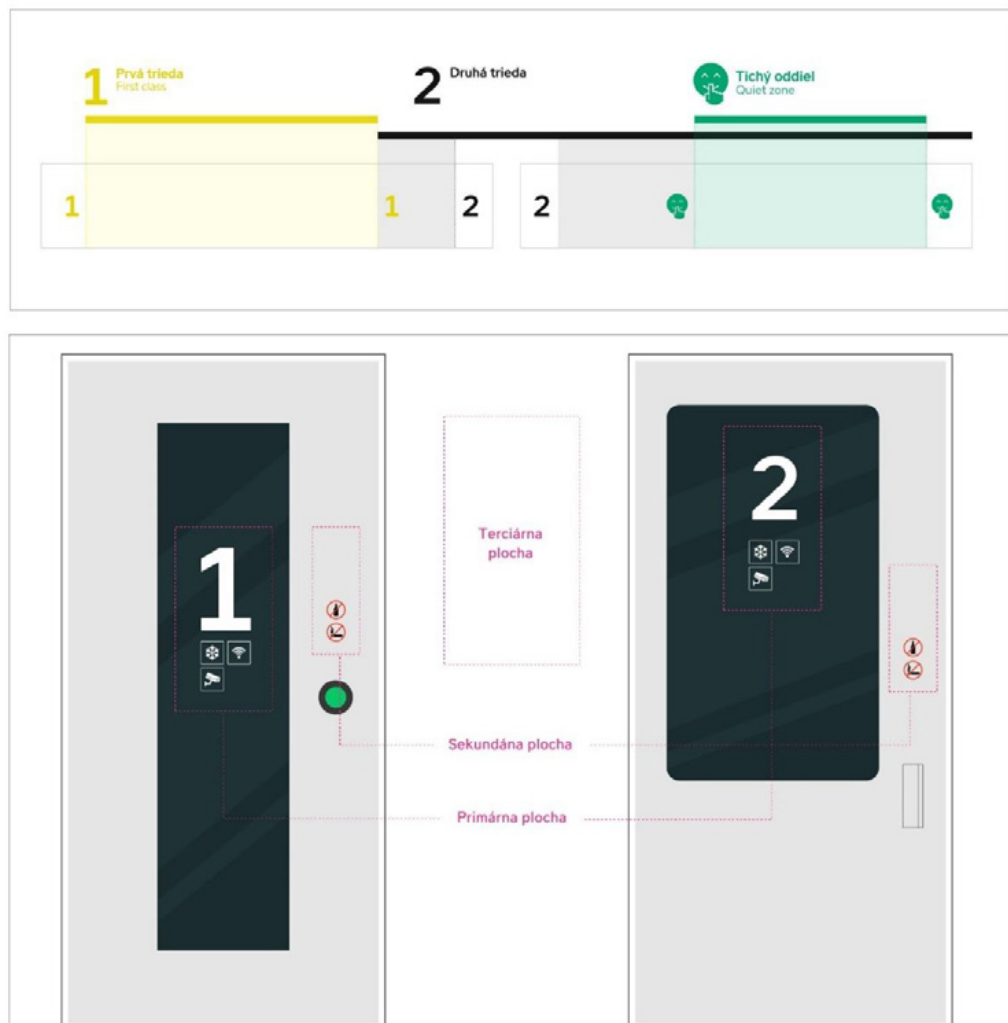 1 Prvá trieda
First class
2 Druhá trieda
Tichý oddiel
Quiet zone
1
1
2
2
1
2
Terciárna
plocha
Sekundána plocha
Primárna plocha